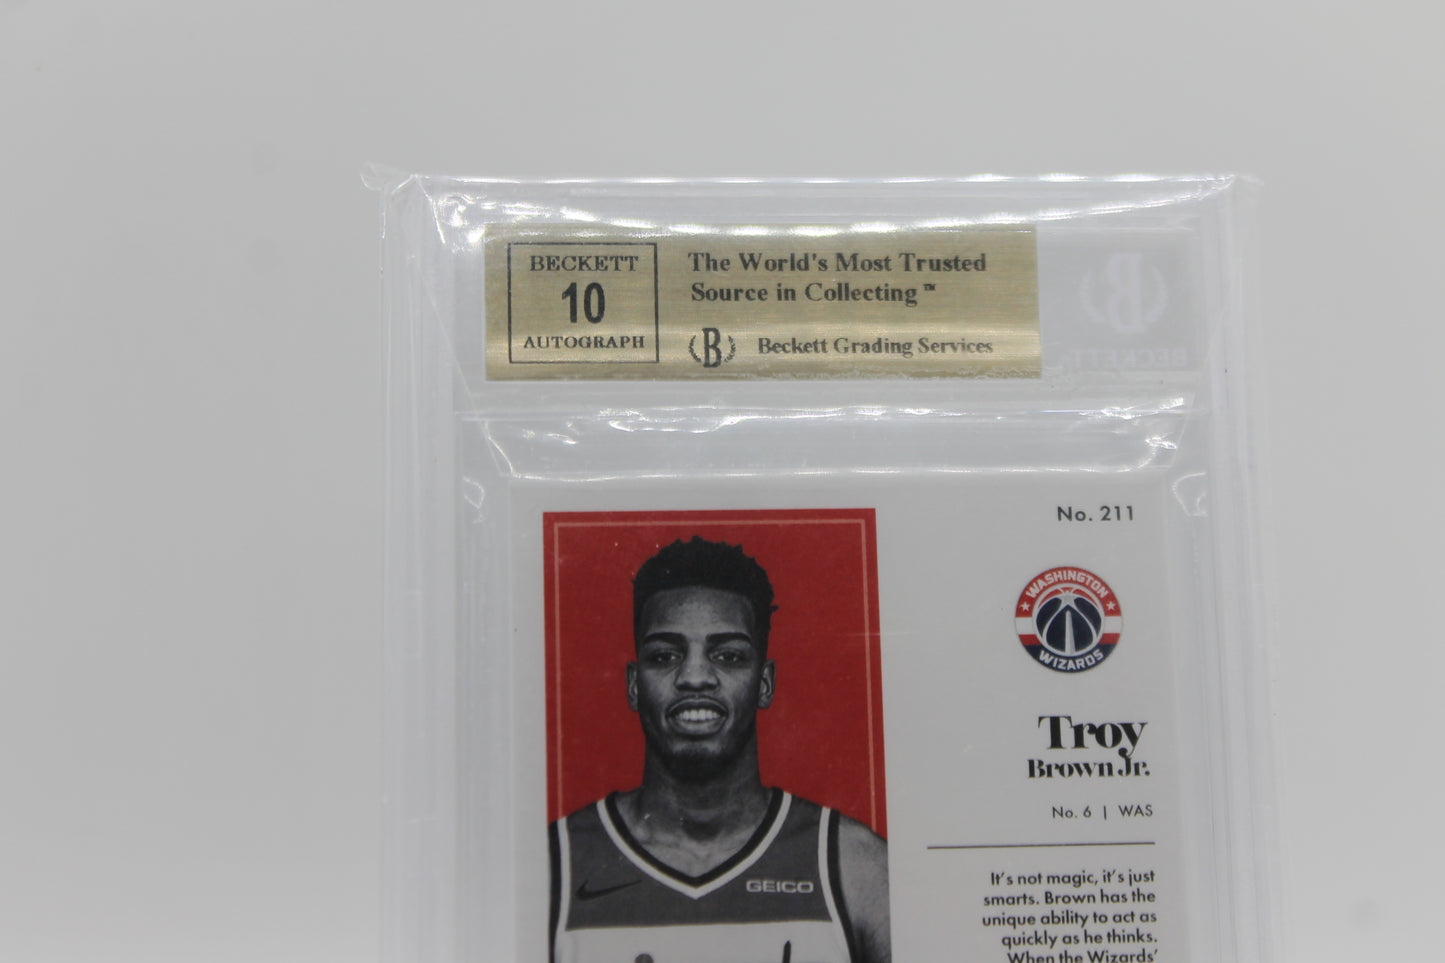 BECKETT
10
AUTOGRAPH
The World's Most Trusted
Source in Collecting™
B
Beckett Grading Services
B
BECKETT
No. 211
WASHINGTON
WIZARDS
Troy
Brown Jr.
No. 6 | WAS
GEICO
It's not magic, it's just
smarts. Brown has the
unique ability to act as
quickly as he thinks.
When the Wizards'